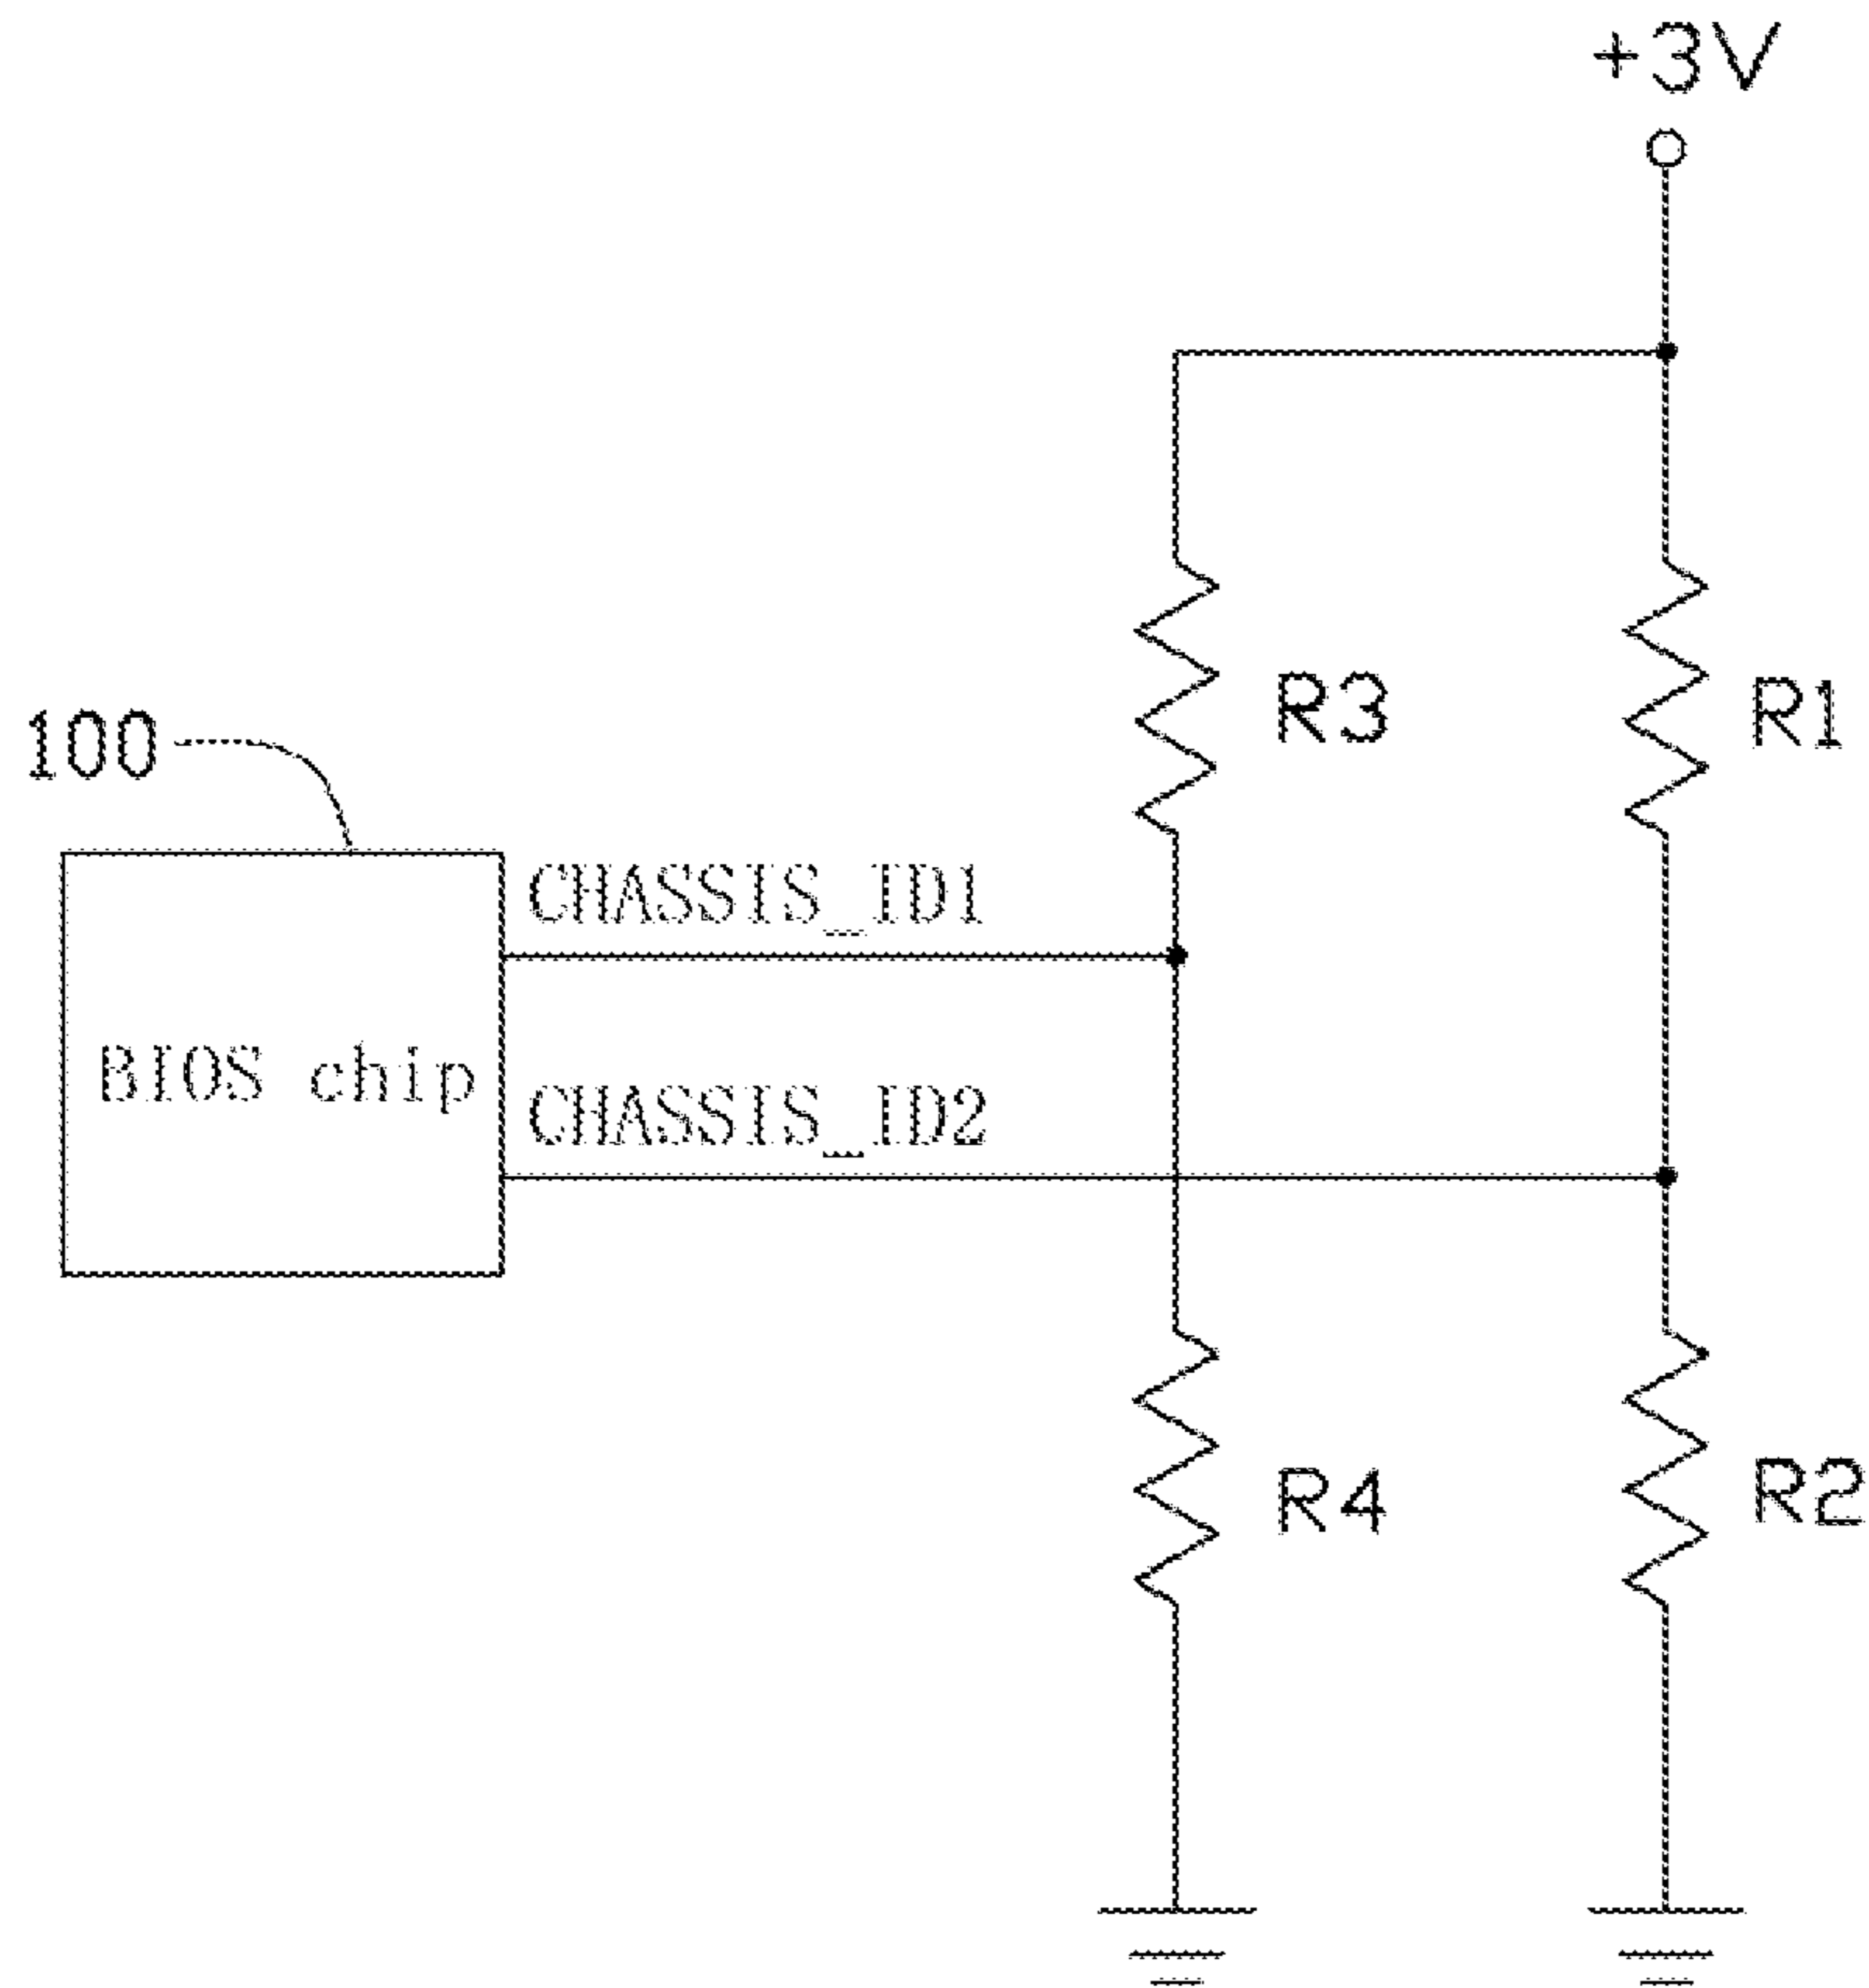 +3V
R3
R1
100
CHASSIS_ID1
BIOS chip
CHASSIS_ID2
R4
R2